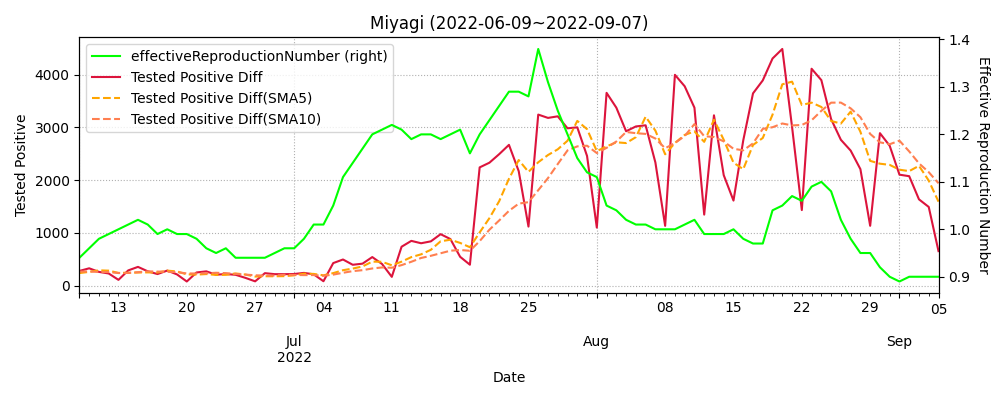 Miyagi (2022-06-09~2022-09-07)
effectiveReproductionNumber (right)
Tested Positive Diff
Tested Positive Diff(SMA5)
Tested Positive Diff(SMA10)
Tested Positive
4000
3000
2000
1000
0
1.4
1.3
1.2
1.1
1.0
0.9
Effective Reproduction Number
13 20 27 04 11 18 25 08 15 22 29 05
Jul Aug Sep
2022
Date